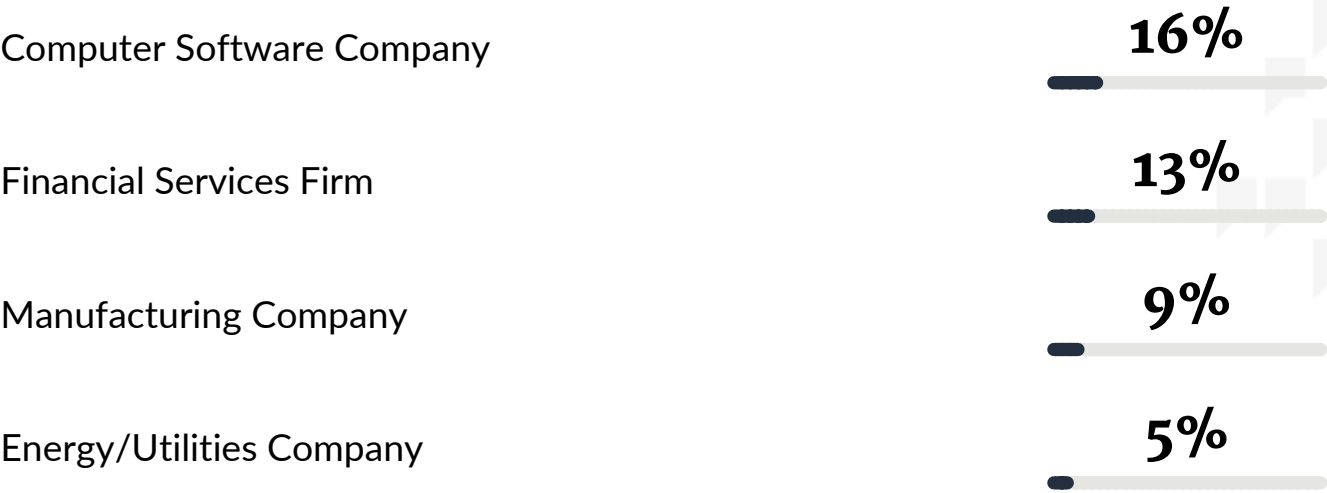 Computer Software Company
16%
Financial Services Firm
13%
Manufacturing Company
9%
Energy/Utilities Company
5%